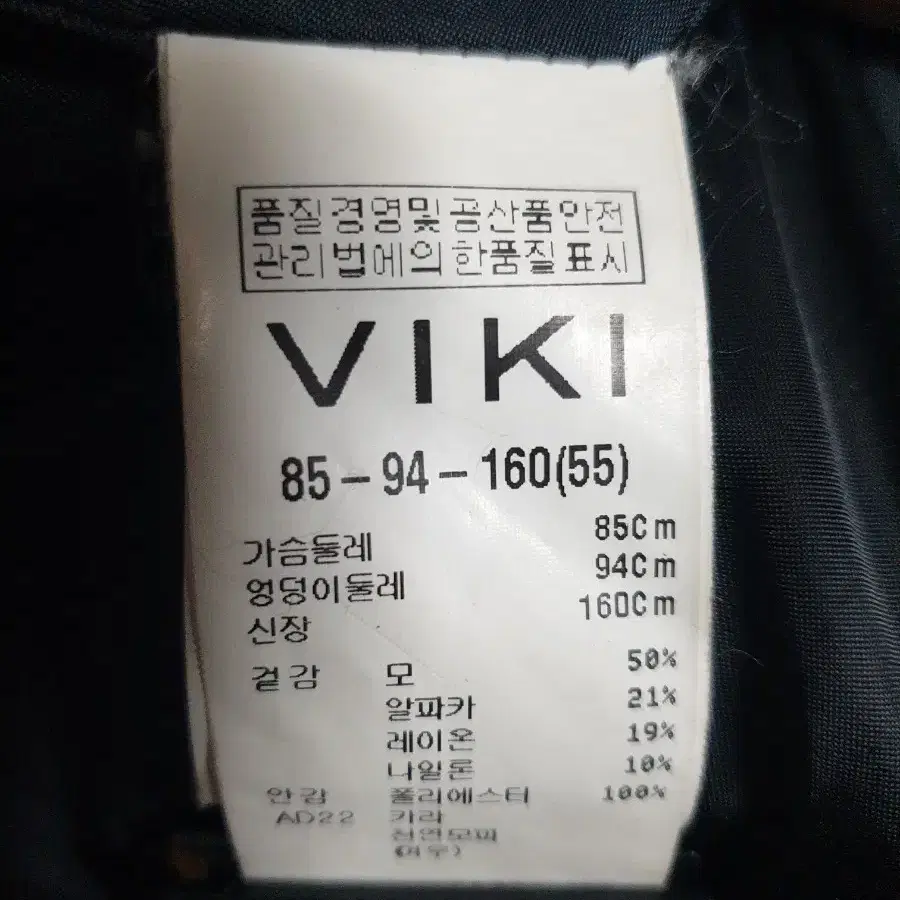 품질경영및공산품안전
관리법에의한품질표시
VIKI
85-94-160(55)
가슴둘레 85Cm
엉덩이둘레 94Cm
신장 160Cm
겉감 모 50%
알파카 21%
레이온 19%
나일론 10%
안감 폴리에스터 100%
AD22 카라
천연모피
(여우)